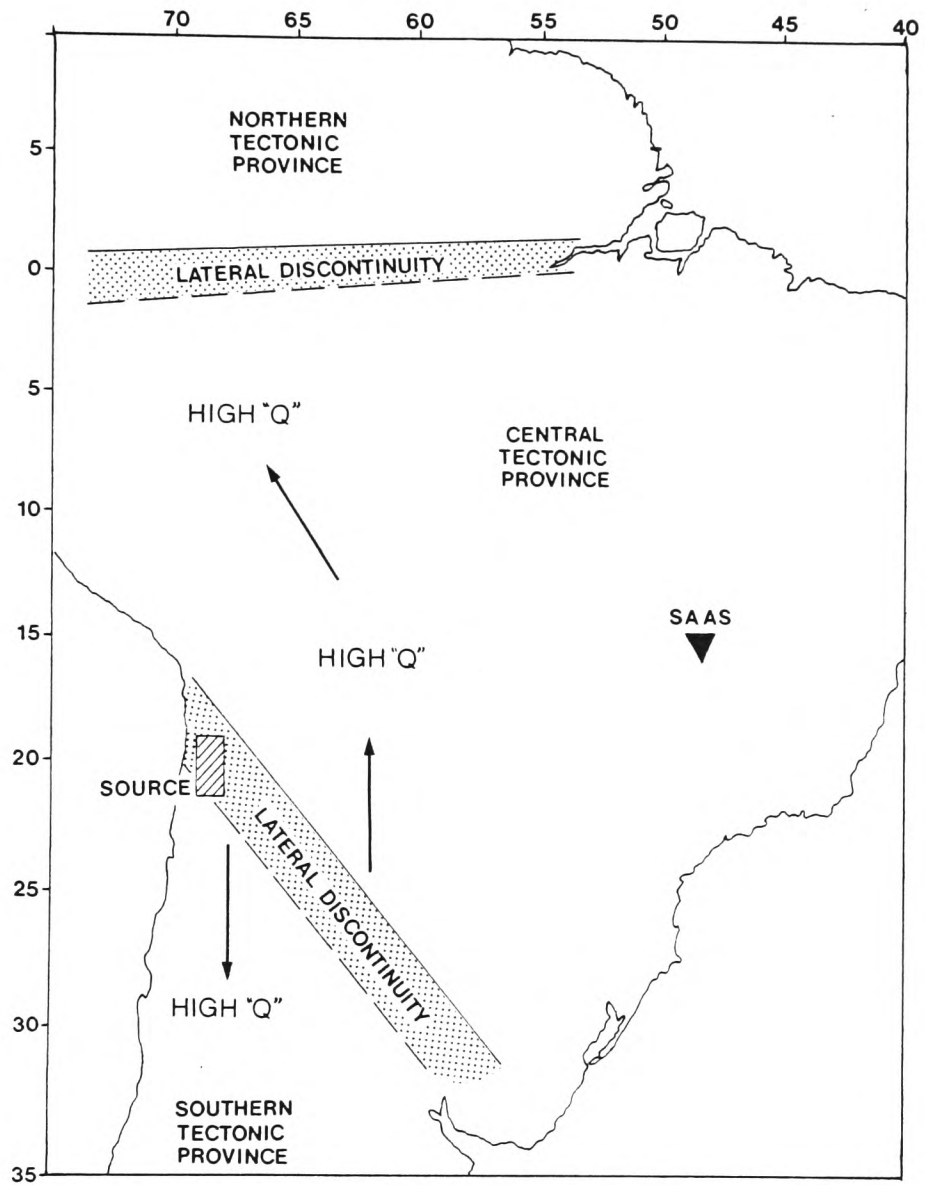 70 65 60 55 50 45 40
NORTHERN
TECTONIC
PROVINCE
5
LATERAL DISCONTINUITY
0
5
HIGH "Q"
CENTRAL
TECTONIC
PROVINCE
10
15
SAAS
HIGH "Q"
20
SOURCE
LATERAL DISCONTINUITY
25
HIGH "Q"
30
SOUTHERN
TECTONIC
PROVINCE
35